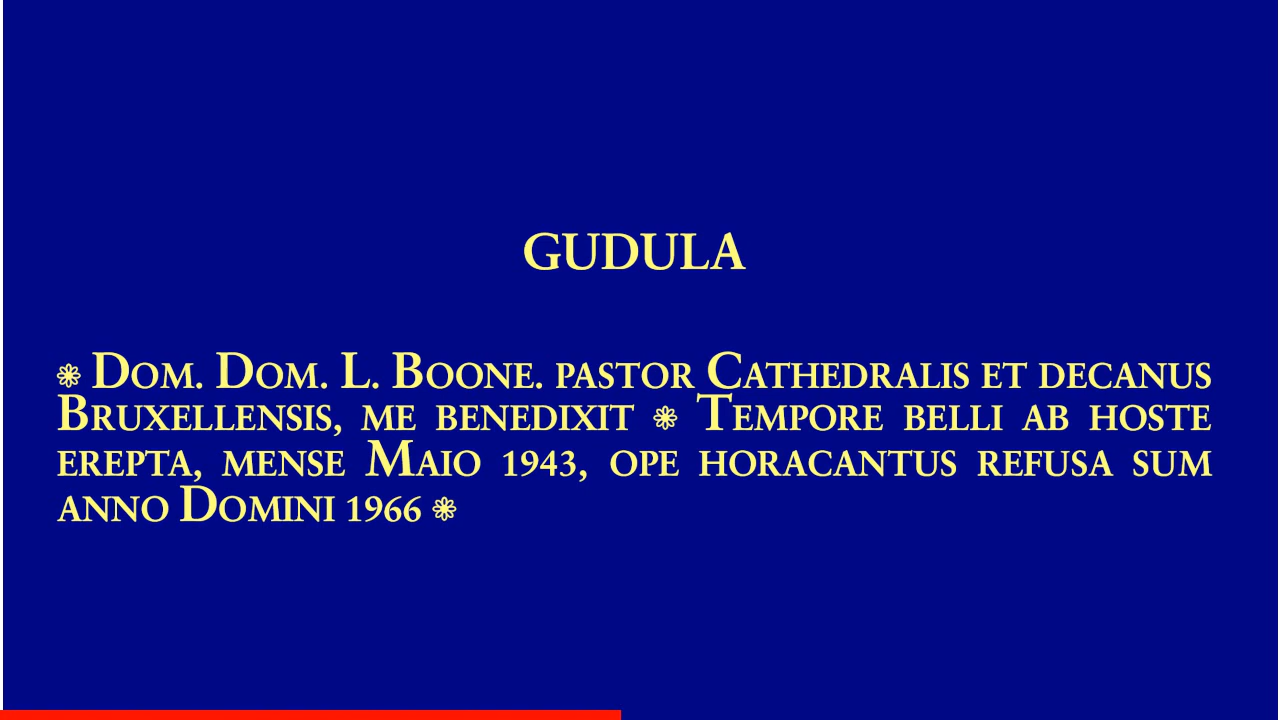 GUDULA
❃ Dom. Dom. L. Boone. pastor Cathedralis et decanus
Bruxellensis, me benedixit ❃ Tempore belli ab hoste
erepta, mense Maio 1943, ope horacantus refusa sum
anno Domini 1966 ❃